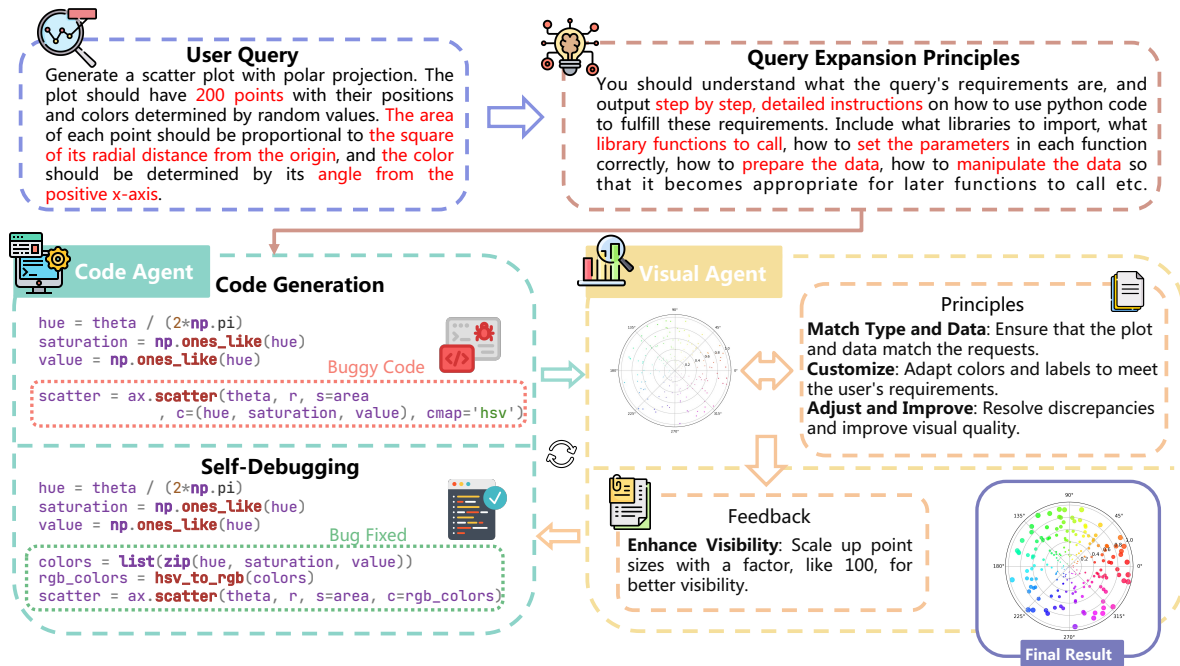 User Query
Generate a scatter plot with polar projection. The
plot should have 200 points with their positions
and colors determined by random values. The area
of each point should be proportional to the square
of its radial distance from the origin, and the color
should be determined by its angle from the
positive x-axis.
Query Expansion Principles
You should understand what the query's requirements are, and
output step by step, detailed instructions on how to use python code
to fulfill these requirements. Include what libraries to import, what
library functions to call, how to set the parameters in each function
correctly, how to prepare the data, how to manipulate the data so
that it becomes appropriate for later functions to call etc.
Code Agent
Code Generation
hue = theta / (2*np.pi)
saturation = np.ones_like(hue)
value = np.ones_like(hue)
Buggy Code
scatter = ax.scatter(theta, r, s=area
, c=(hue, saturation, value), cmap='hsv')
Self-Debugging
hue = theta / (2*np.pi)
saturation = np.ones_like(hue)
value = np.ones_like(hue)
Bug Fixed
colors = list(zip(hue, saturation, value))
rgb_colors = hsv_to_rgb(colors)
scatter = ax.scatter(theta, r, s=area, c=rgb_colors)
Visual Agent
Principles
Match Type and Data: Ensure that the plot
and data match the requests.
Customize: Adapt colors and labels to meet
the user's requirements.
Adjust and Improve: Resolve discrepancies
and improve visual quality.
Feedback
Enhance Visibility: Scale up point
sizes with a factor, like 100, for
better visibility.
90°
135°
180°
0°
225°
315°
270°
Final Result